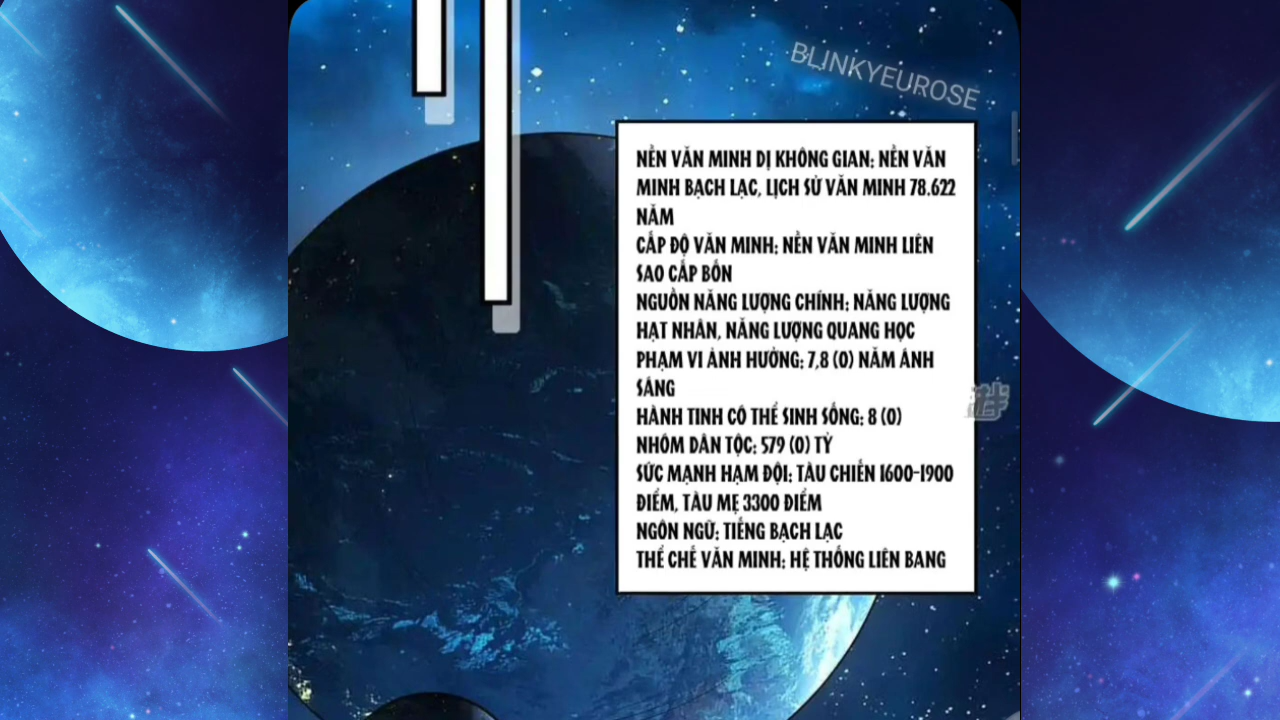 BLINKYEUROSE
NỀN VĂN MINH DỊ KHÔNG GIAN: NỀN VĂN
MINH BẠCH LẠC, LỊCH SỬ VĂN MINH 78.622
NĂM
CẤP ĐỘ VĂN MINH: NỀN VĂN MINH LIÊN
SAO CẤP BỐN
NGUỒN NĂNG LƯỢNG CHÍNH: NĂNG LƯỢNG
HẠT NHÂN, NĂNG LƯỢNG QUANG HỌC
PHẠM VI ẢNH HƯỞNG: 7,8 (0) NĂM ÁNH
SÁNG
HÀNH TINH CÓ THỂ SINH SỐNG: 8 (0)
NHÓM DÂN TỘC: 579 (0) TỶ
SỨC MẠNH HẠM ĐỘI: TÀU CHIẾN 1600-1900
ĐIỂM, TÀU MẸ 3300 ĐIỂM
NGÔN NGỮ: TIẾNG BẠCH LẠC
THỂ CHẾ VĂN MINH: HỆ THỐNG LIÊN BANG